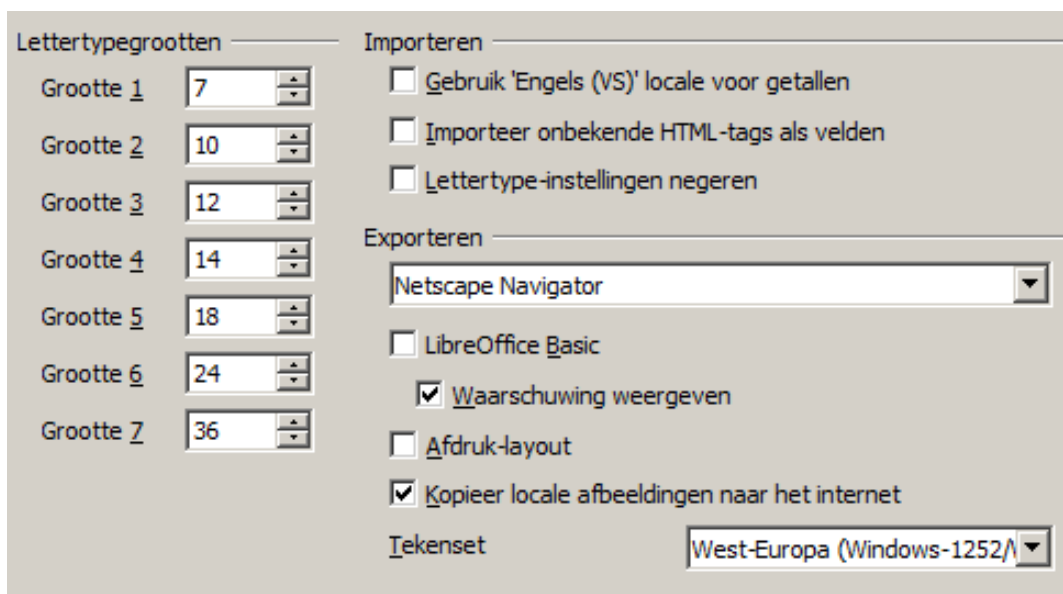 Lettertypegrootten
Grootte 1 7
Grootte 2 10
Grootte 3 12
Grootte 4 14
Grootte 5 18
Grootte 6 24
Grootte 7 36
Importeren
Gebruik 'Engels (VS)' locale voor getallen
Importeer onbekende HTML-tags als velden
Lettertype-instellingen negeren
Exporteren
Netscape Navigator
LibreOffice Basic
Waarschuwing weergeven
Afdruk-layout
Kopieer locale afbeeldingen naar het internet
Tekenset West-Europa (Windows-1252/